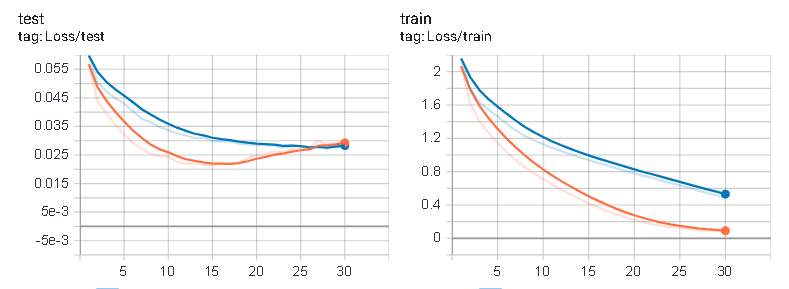 test
tag: Loss/test
0.055
0.045
0.035
0.025
0.015
5e-3
-5e-3
5 10 15 20 25 30
train
tag: Loss/train
2
1.6
1.2
0.8
0.4
0
5 10 15 20 25 30